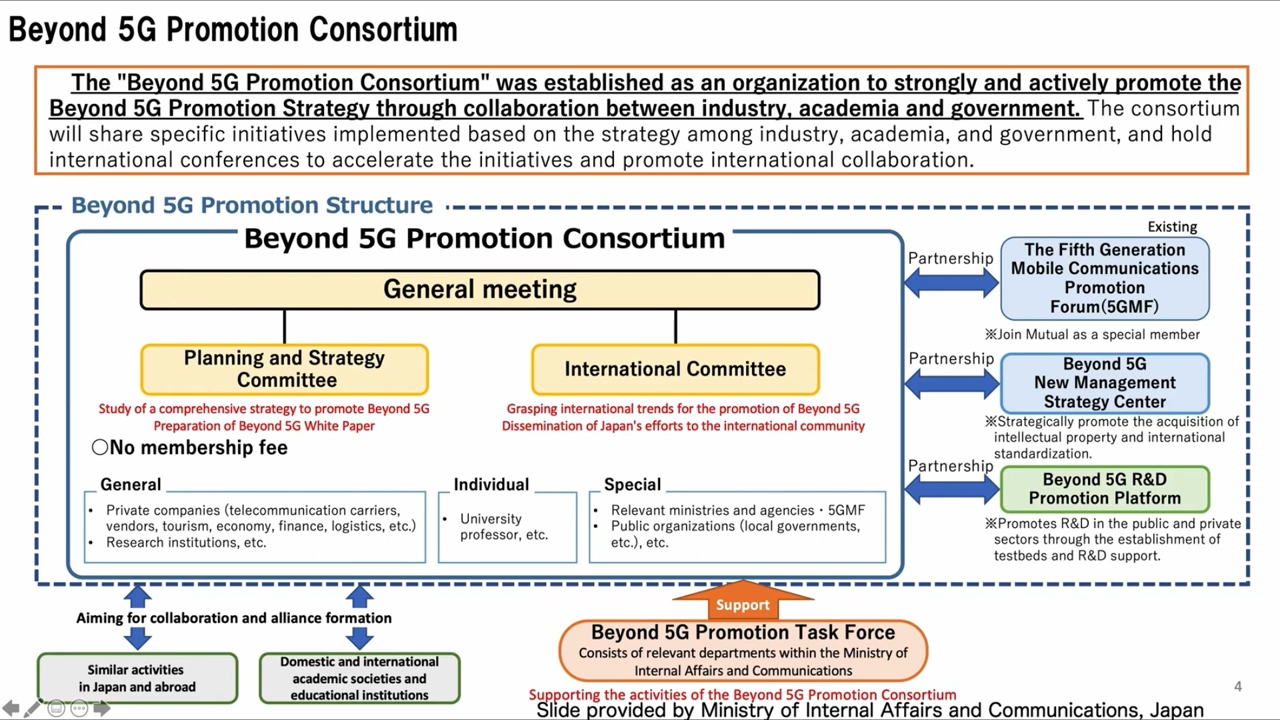 Beyond 5G Promotion Consortium
The "Beyond 5G Promotion Consortium" was established as an organization to strongly and actively promote the
Beyond 5G Promotion Strategy through collaboration between industry, academia and government. The consortium
will share specific initiatives implemented based on the strategy among industry, academia, and government, and hold
international conferences to accelerate the initiatives and promote international collaboration.
Beyond 5G Promotion Structure
Beyond 5G Promotion Consortium
General meeting
Planning and Strategy
Committee
Study of a comprehensive strategy to promote Beyond 5G
Preparation of Beyond 5G White Paper
International Committee
Grasping international trends for the promotion of Beyond 5G
Dissemination of Japan's efforts to the international community
〇No membership fee
General
• Private companies (telecommunication carriers,
vendors, tourism, economy, finance, logistics, etc.)
• Research institutions, etc.
Individual
• University
professor, etc.
Special
• Relevant ministries and agencies・5GMF
• Public organizations (local governments,
etc.), etc.
Existing
Partnership
The Fifth Generation
Mobile Communications
Promotion
Forum(5GMF)
※Join Mutual as a special member
Partnership
Beyond 5G
New Management
Strategy Center
※Strategically promote the acquisition of
intellectual property and international
standardization.
Partnership
Beyond 5G R&D
Promotion Platform
※Promotes R&D in the public and private
sectors through the establishment of
testbeds and R&D support.
Aiming for collaboration and alliance formation
Similar activities
in Japan and abroad
Domestic and international
academic societies and
educational institutions
Support
Beyond 5G Promotion Task Force
Consists of relevant departments within the Ministry of
Internal Affairs and Communications
Supporting the activities of the Beyond 5G Promotion Consortium
4
Slide provided by Ministry of Internal Affairs and Communications, Japan